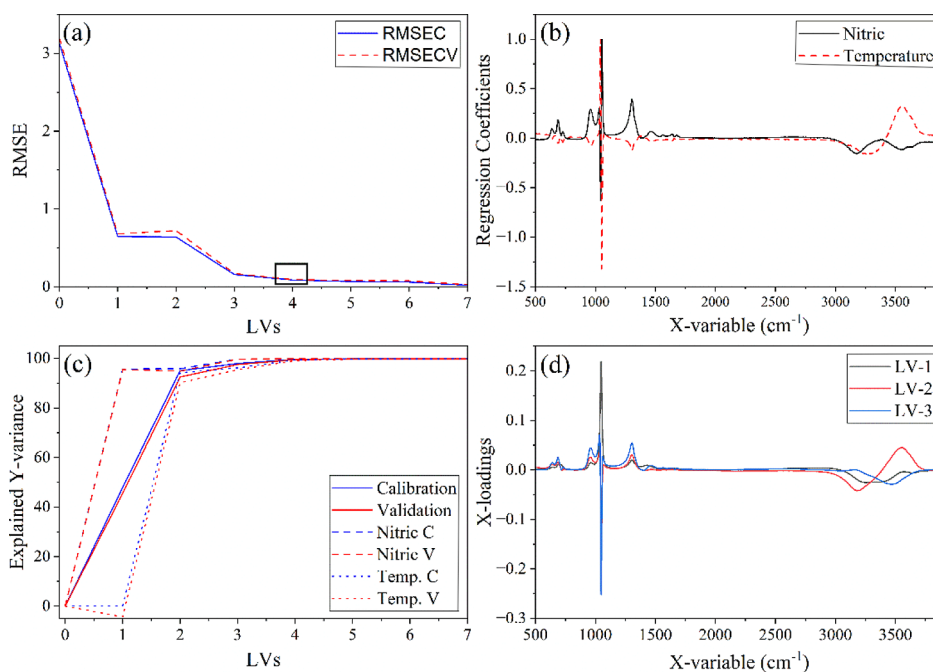 (a)
RMSEC
RMSECV
3
2
1
0
RMSE
0 1 2 3 4 5 6 7
LVs
(b)
Nitric
Temperature
1.0
0.5
0.0
−0.5
−1.0
−1.5
Regression Coefficients
500 1000 1500 2000 2500 3000 3500
X-variable (cm-1)
(c)
100
80
60
40
20
0
Explained Y-variance
Calibration
Validation
Nitric C
Nitric V
Temp. C
Temp. V
0 1 2 3 4 5 6 7
LVs
(d)
LV-1
LV-2
LV-3
0.2
0.1
0.0
−0.1
−0.2
−0.3
X-loadings
500 1000 1500 2000 2500 3000 3500
X-variable (cm-1)